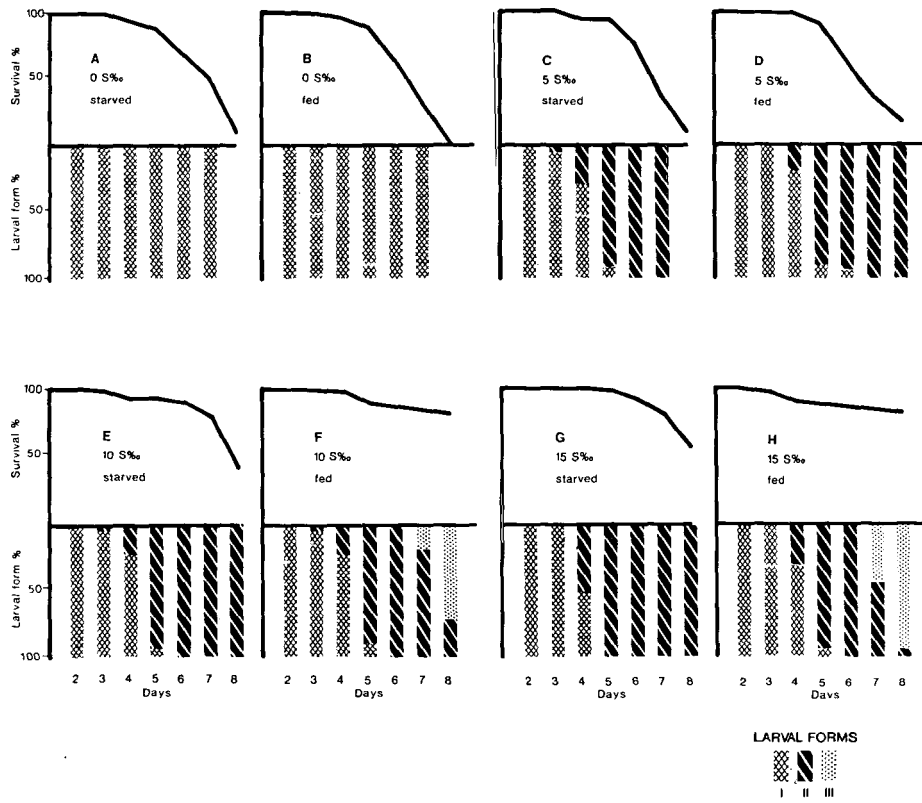 Survival %
100
50
A
0 S‰
starved
B
0 S‰
fed
C
5 S‰
starved
D
5 S‰
fed
Larval form %
50
100
Survival %
100
50
E
10 S‰
starved
F
10 S‰
fed
G
15 S‰
starved
H
15 S‰
fed
Larval form %
50
100
2 3 4 5 6 7 8
Days
2 3 4 5 6 7 8
Days
2 3 4 5 6 7 8
Days
2 3 4 5 6 7 8
Days
LARVAL FORMS
I II III